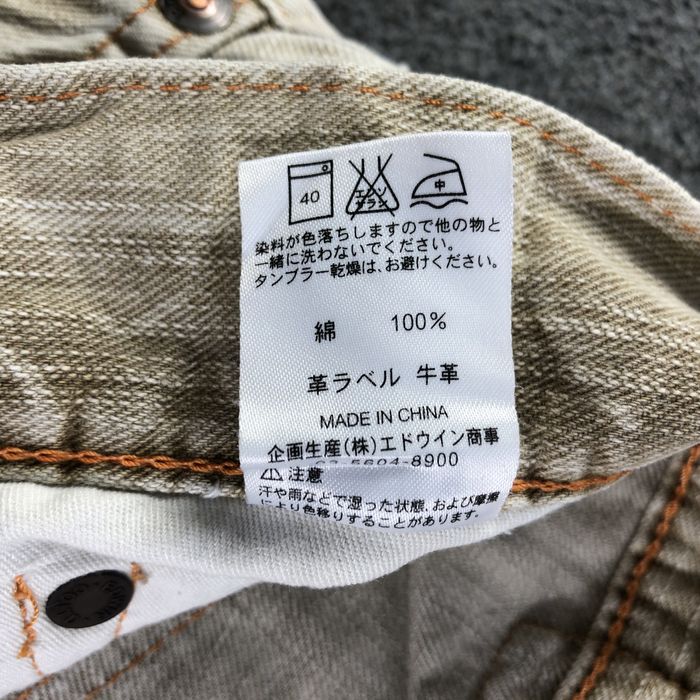 40
エンソ
サラシ
中
染料が色落ちしますので他の物と
一緒に洗わないでください。
タンブラー乾燥は、お避けください。
綿 100%
革ラベル 牛革
MADE IN CHINA
企画生産(株)エドウイン商事
5604-8900
注意
汗や雨などで湿った状態、および摩擦
により色移りすることがあります。